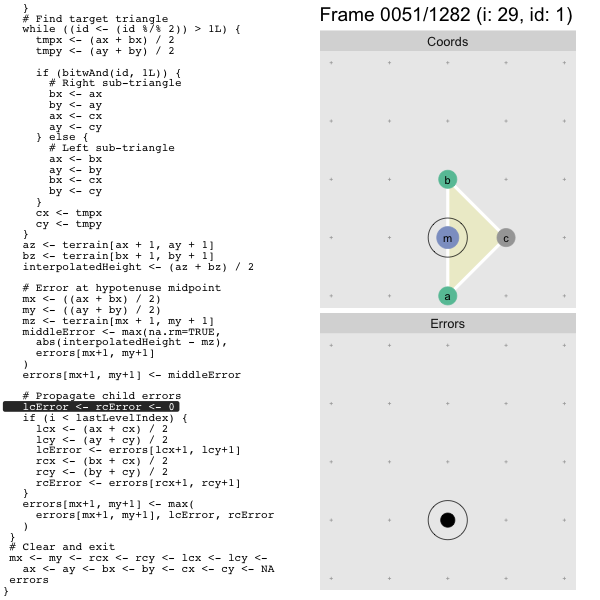 }
# Find target triangle
while ((id <- (id %/% 2)) > 1L) {
tmpx <- (ax + bx) / 2
tmpy <- (ay + by) / 2
if (bitwAnd(id, 1L)) {
# Right sub-triangle
bx <- ax
by <- ay
ax <- cx
ay <- cy
} else {
# Left sub-triangle
ax <- bx
ay <- by
bx <- cx
by <- cy
}
cx <- tmpx
cy <- tmpy
}
az <- terrain[ax + 1, ay + 1]
bz <- terrain[bx + 1, by + 1]
interpolatedHeight <- (az + bz) / 2
# Error at hypotenuse midpoint
mx <- ((ax + bx) / 2)
my <- ((ay + by) / 2)
mz <- terrain[mx + 1, my + 1]
middleError <- max(na.rm=TRUE,
abs(interpolatedHeight - mz),
errors[mx+1, my+1]
)
errors[mx+1, my+1] <- middleError
# Propagate child errors
lcError <- rcError <- 0
if (i < lastLevelIndex) {
lcx <- (ax + cx) / 2
lcy <- (ay + cy) / 2
lcError <- errors[lcx+1, lcy+1]
rcx <- (bx + cx) / 2
rcy <- (by + cy) / 2
rcError <- errors[rcx+1, rcy+1]
}
errors[mx+1, my+1] <- max(
errors[mx+1, my+1], lcError, rcError
)
}
# Clear and exit
mx <- my <- rcx <- rcy <- lcx <- lcy <-
ax <- ay <- bx <- by <- cx <- cy <- NA
errors
}
Frame 0051/1282 (i: 29, id: 1)
Coords
b
m
c
a
Errors